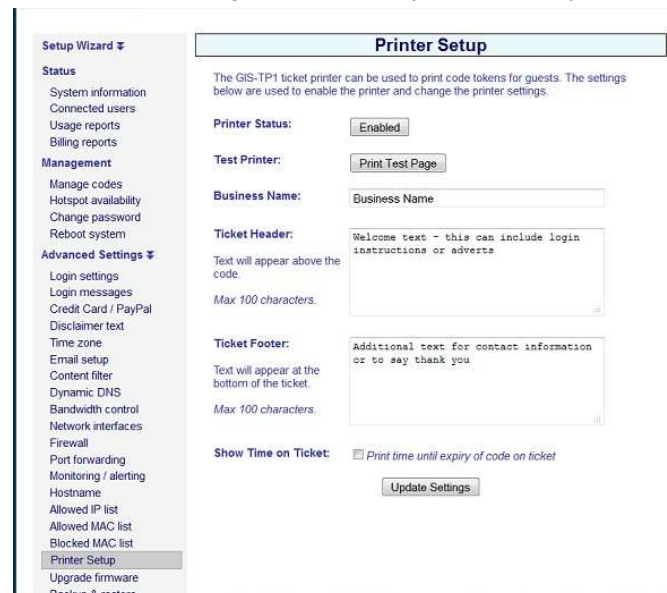 Setup Wizard
Status
System information
Connected users
Usage reports
Billing reports
Management
Manage codes
Hotspot availability
Change password
Reboot system
Advanced Settings
Login settings
Login messages
Credit Card / PayPal
Disclaimer text
Time zone
Email setup
Content filter
Dynamic DNS
Bandwidth control
Network interfaces
Firewall
Port forwarding
Monitoring / alerting
Hostname
Allowed IP list
Allowed MAC list
Blocked MAC list
Printer Setup
Upgrade firmware
Printer Setup
The GIS-TP1 ticket printer can be used to print code tokens for guests. The settings
below are used to enable the printer and change the printer settings.
Printer Status:
Enabled
Test Printer:
Print Test Page
Business Name:
Business Name
Ticket Header:
Text will appear above the
code.
Max 100 characters.
Welcome text - this can include login
instructions or adverts
Ticket Footer:
Text will appear at the
bottom of the ticket.
Max 100 characters.
Additional text for contact information
or to say thank you
Show Time on Ticket:
Print time until expiry of code on ticket
Update Settings